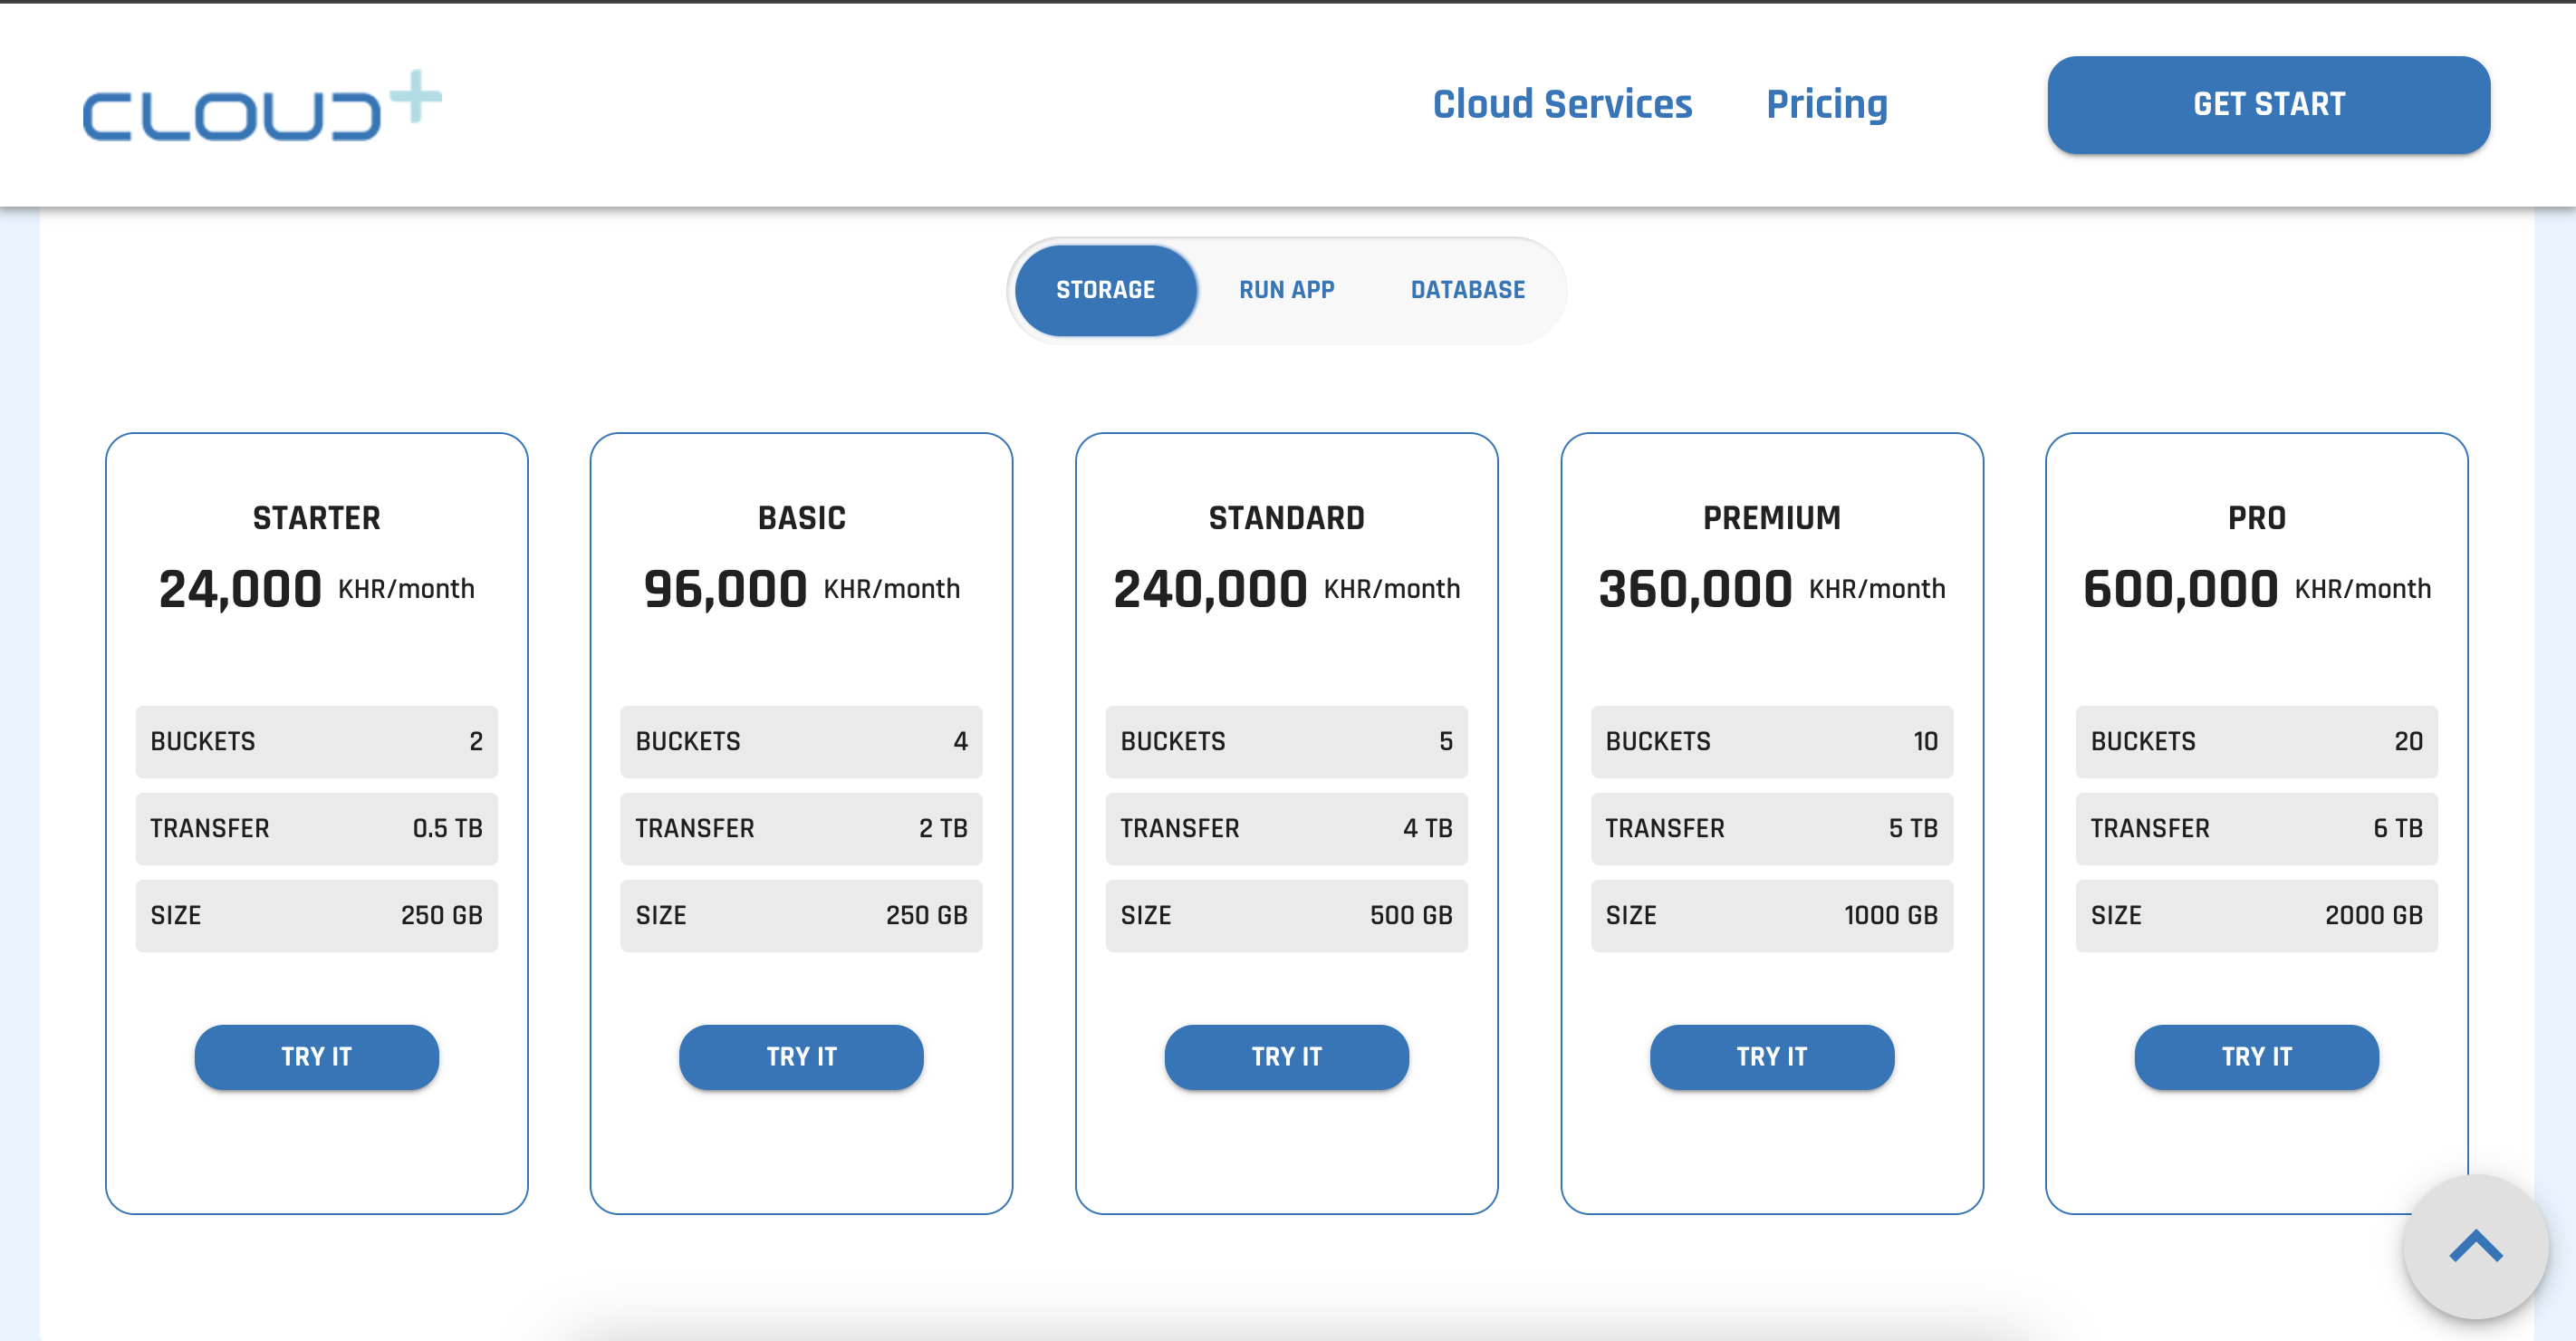 CLOUD+
Cloud Services Pricing GET START
STORAGE RUN APP DATABASE
STARTER
24,000 KHR/month
BUCKETS 2
TRANSFER 0.5 TB
SIZE 250 GB
TRY IT
BASIC
96,000 KHR/month
BUCKETS 4
TRANSFER 2 TB
SIZE 250 GB
TRY IT
STANDARD
240,000 KHR/month
BUCKETS 5
TRANSFER 4 TB
SIZE 500 GB
TRY IT
PREMIUM
360,000 KHR/month
BUCKETS 10
TRANSFER 5 TB
SIZE 1000 GB
TRY IT
PRO
600,000 KHR/month
BUCKETS 20
TRANSFER 6 TB
SIZE 2000 GB
TRY IT